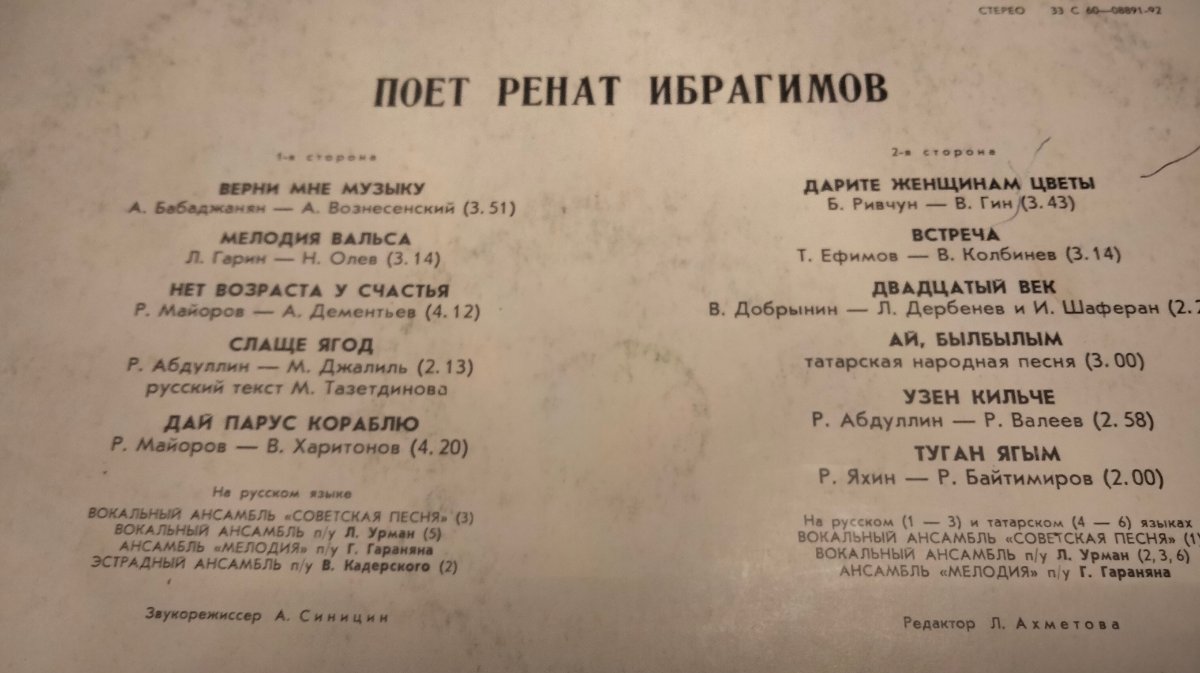 СТЕРЕО 33 С 60—08891-92
ПОЕТ РЕНАТ ИБРАГИМОВ
1-я сторона
ВЕРНИ МНЕ МУЗЫКУ
А. Бабаджанян — А. Вознесенский (3.51)
МЕЛОДИЯ ВАЛЬСА
Л. Гарин — Н. Олев (3.14)
НЕТ ВОЗРАСТА У СЧАСТЬЯ
Р. Майоров — А. Дементьев (4.12)
СЛАЩЕ ЯГОД
Р. Абдуллин — М. Джалиль (2.13)
русский текст М. Тазетдинова
ДАЙ ПАРУС КОРАБЛЮ
Р. Майоров — В. Харитонов (4.20)
На русском языке
ВОКАЛЬНЫЙ АНСАМБЛЬ «СОВЕТСКАЯ ПЕСНЯ» (3)
ВОКАЛЬНЫЙ АНСАМБЛЬ п/у Л. Урман (5)
АНСАМБЛЬ «МЕЛОДИЯ» п/у Г. Гараняна
ЭСТРАДНЫЙ АНСАМБЛЬ п/у В. Кадерского (2)
Звукорежиссер А. Синицин
2-я сторона
ДАРИТЕ ЖЕНЩИНАМ ЦВЕТЫ
Б. Ривчун — В. Гин (3.43)
ВСТРЕЧА
Т. Ефимов — В. Колбинев (3.14)
ДВАДЦАТЫЙ ВЕК
В. Добрынин — Л. Дербенев и И. Шаферан (2.2
АЙ, БЫЛБЫЛЫМ
татарская народная песня (3.00)
УЗЕН КИЛЬЧЕ
Р. Абдуллин — Р. Валеев (2.58)
ТУГАН ЯГЫМ
Р. Яхин — Р. Байтимиров (2.00)
На русском (1 — 3) и татарском (4 — 6) языках
ВОКАЛЬНЫЙ АНСАМБЛЬ «СОВЕТСКАЯ ПЕСНЯ» (1)
ВОКАЛЬНЫЙ АНСАМБЛЬ п/у Л. Урман (2, 3, 6)
АНСАМБЛЬ «МЕЛОДИЯ» п/у Г. Гараняна
Редактор Л. Ахметова